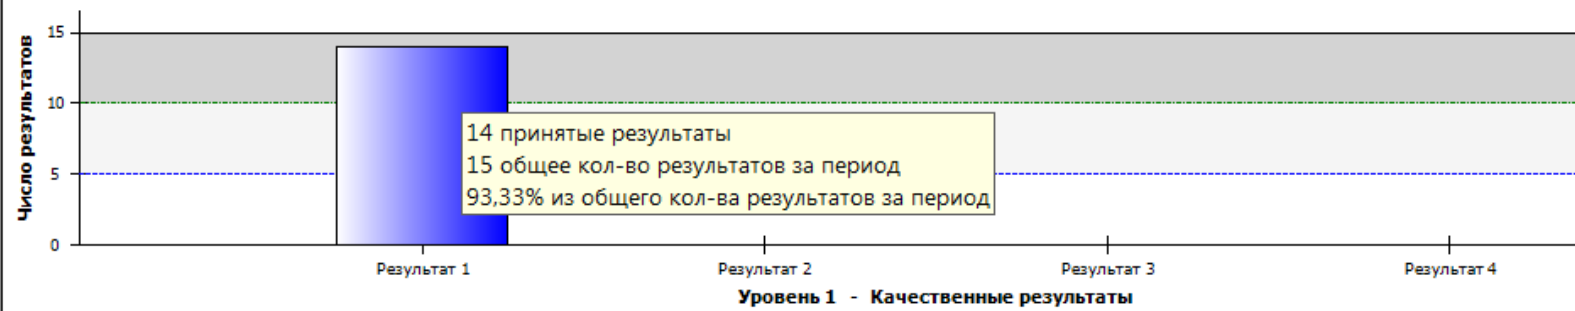 Число результатов
15
10
5
0
14 принятые результаты
15 общее кол-во результатов за период
93,33% из общего кол-ва результатов за период
Результат 1
Результат 2
Результат 3
Результат 4
Уровень 1 - Качественные результаты